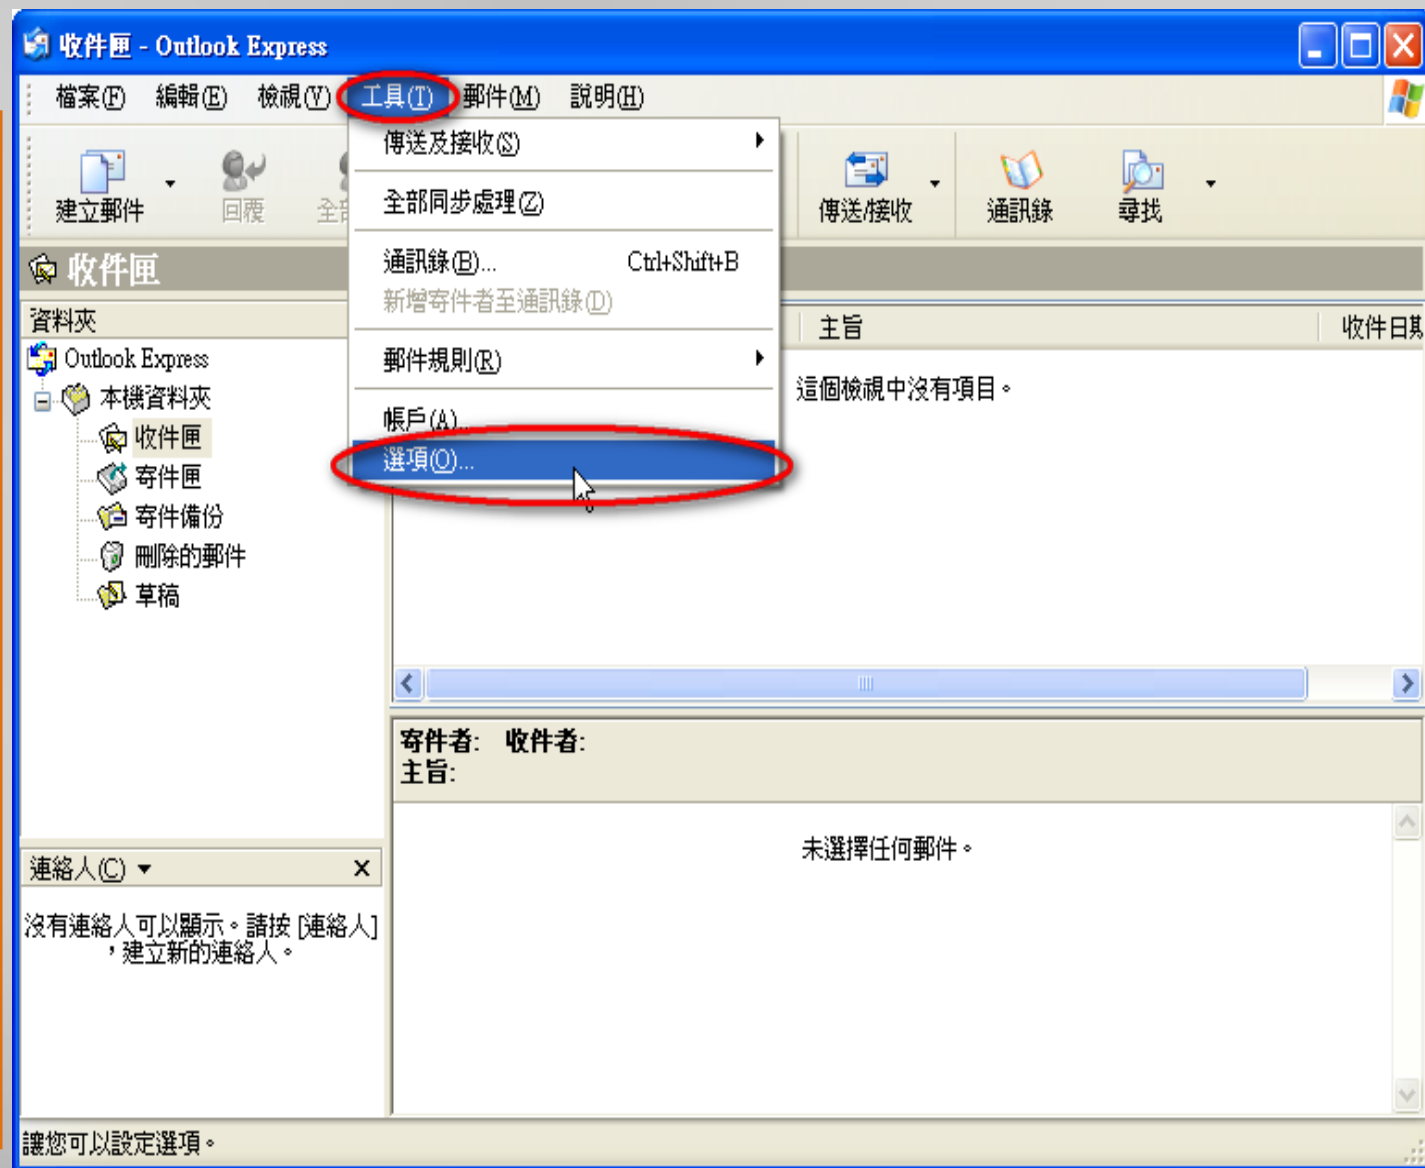 收件匣 - Outlook Express
檔案(F) 編輯(E) 檢視(V) 工具(T) 郵件(M) 說明(H)
建立郵件 回覆 全部 傳送/接收 通訊錄 尋找
傳送及接收(S)
全部同步處理(Z)
通訊錄(B)... Ctrl+Shift+B
新增寄件者至通訊錄(D)
郵件規則(R)
帳戶(A)...
選項(O)...
收件匣
資料夾
Outlook Express
本機資料夾
收件匣
寄件匣
寄件備份
刪除的郵件
草稿
主旨 收件日期
這個檢視中沒有項目。
寄件者: 收件者:
主旨:
未選擇任何郵件。
連絡人(C)
沒有連絡人可以顯示。請按 [連絡人]
，建立新的連絡人。
讓您可以設定選項。